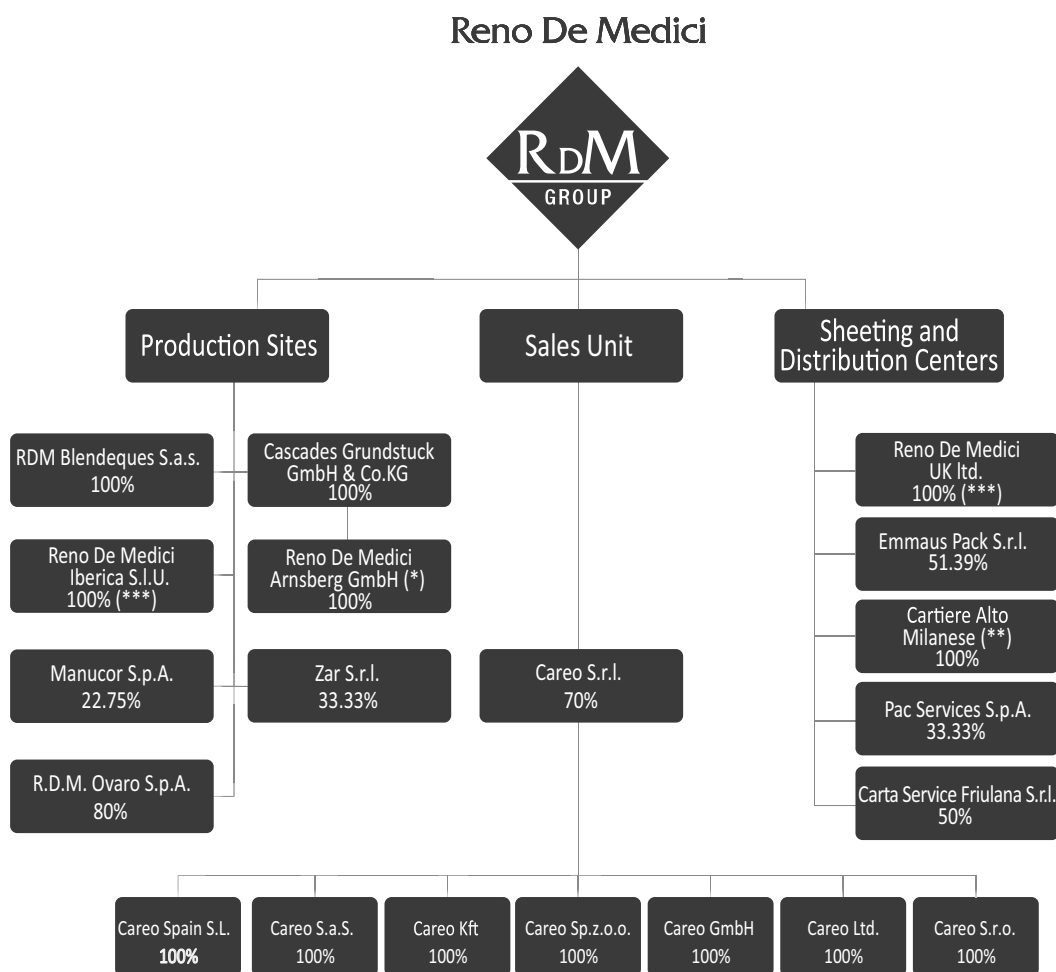 Reno De Medici
RDM
GROUP
Production Sites
Sales Unit
Sheeting and
Distribution Centers
RDM Blendeques S.a.s.
100%
Cascades Grundstuck
GmbH & Co.KG
100%
Reno De Medici
Iberica S.l.U.
100% (***)
Reno De Medici
Arnsberg GmbH (*)
100%
Manucor S.p.A.
22.75%
Zar S.r.l.
33.33%
R.D.M. Ovaro S.p.A.
80%
Careo S.r.l.
70%
Reno De Medici
UK ltd.
100% (***)
Emmaus Pack S.r.l.
51.39%
Cartiere Alto
Milanese (**)
100%
Pac Services S.p.A.
33.33%
Carta Service Friulana S.r.l.
50%
Careo Spain S.L.
100%
Careo S.a.S.
100%
Careo Kft
100%
Careo Sp.z.o.o.
100%
Careo GmbH
100%
Careo Ltd.
100%
Careo S.r.o.
100%